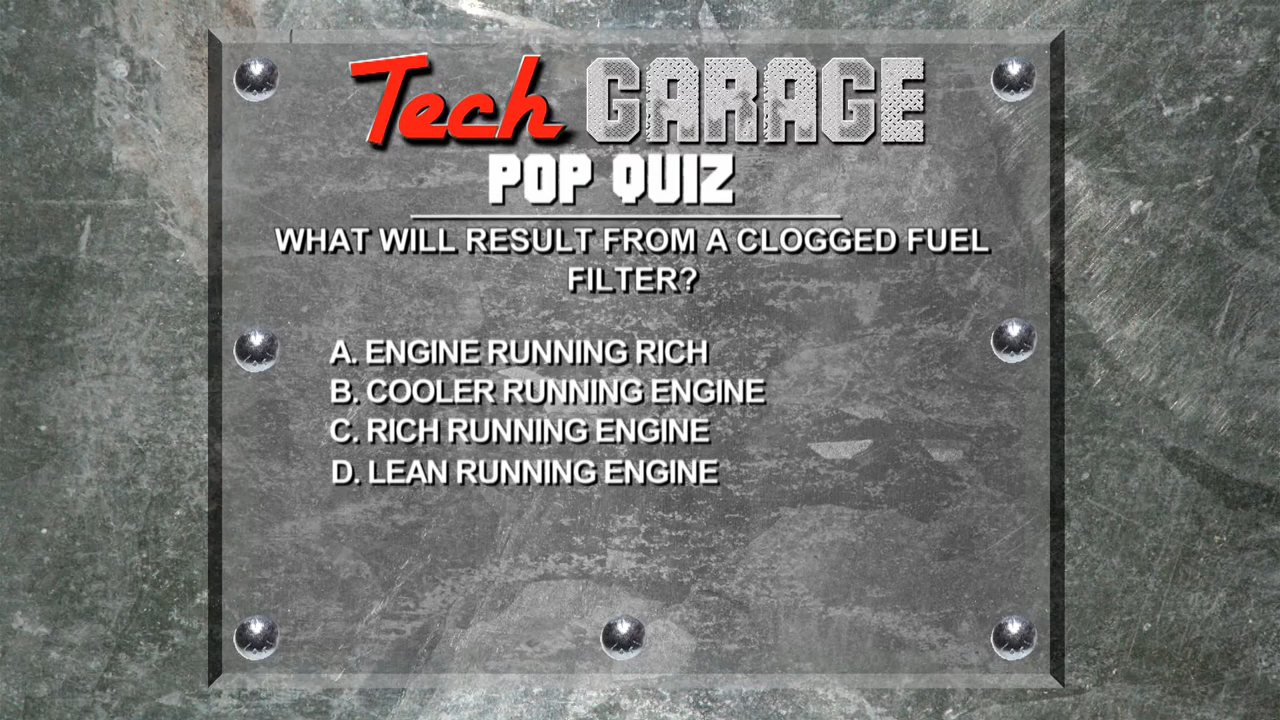 Tech GARAGE
POP QUIZ
WHAT WILL RESULT FROM A CLOGGED FUEL
FILTER?
A. ENGINE RUNNING RICH
B. COOLER RUNNING ENGINE
C. RICH RUNNING ENGINE
D. LEAN RUNNING ENGINE